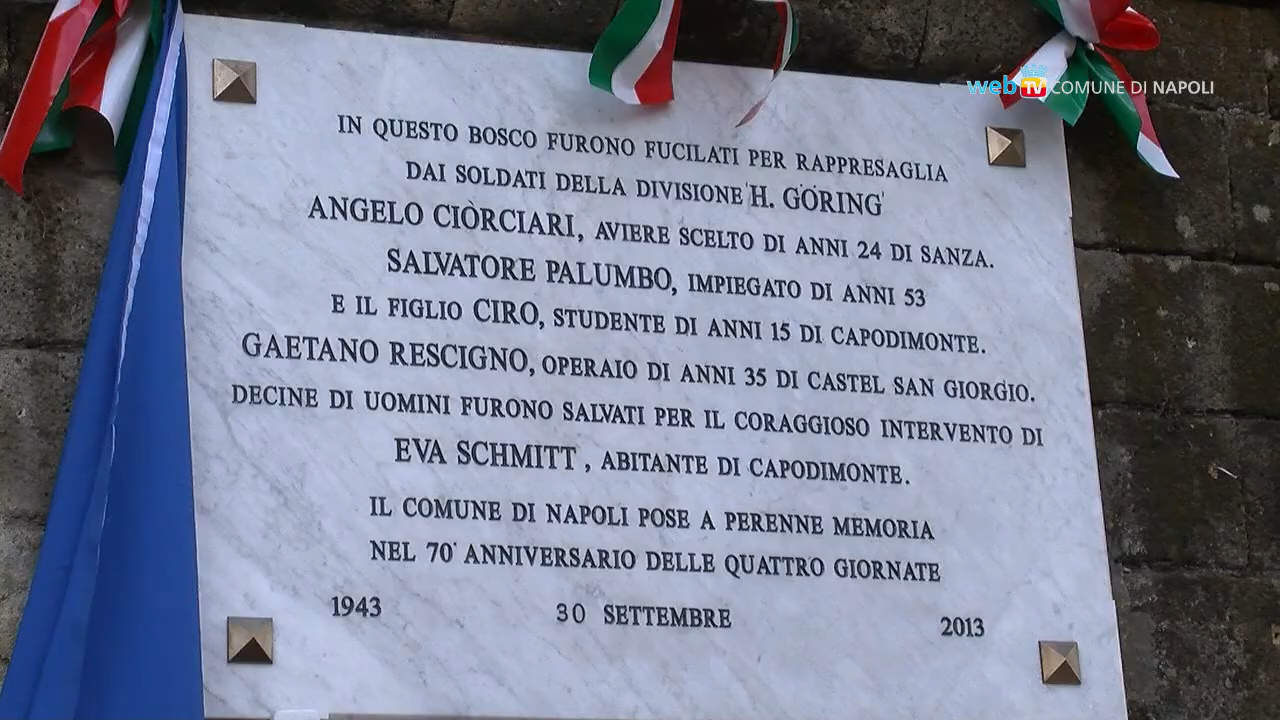 web TV COMUNE DI NAPOLI
IN QUESTO BOSCO FURONO FUCILATI PER RAPPRESAGLIA
DAI SOLDATI DELLA DIVISIONE 'H. GÖRING'
ANGELO CIÒRCIARI, AVIERE SCELTO DI ANNI 24 DI SANZA.
SALVATORE PALUMBO, IMPIEGATO DI ANNI 53
E IL FIGLIO CIRO, STUDENTE DI ANNI 15 DI CAPODIMONTE.
GAETANO RESCIGNO, OPERAIO DI ANNI 35 DI CASTEL SAN GIORGIO.
DECINE DI UOMINI FURONO SALVATI PER IL CORAGGIOSO INTERVENTO DI
EVA SCHMITT , ABITANTE DI CAPODIMONTE.
IL COMUNE DI NAPOLI POSE A PERENNE MEMORIA
NEL 70° ANNIVERSARIO DELLE QUATTRO GIORNATE
1943 30 SETTEMBRE 2013